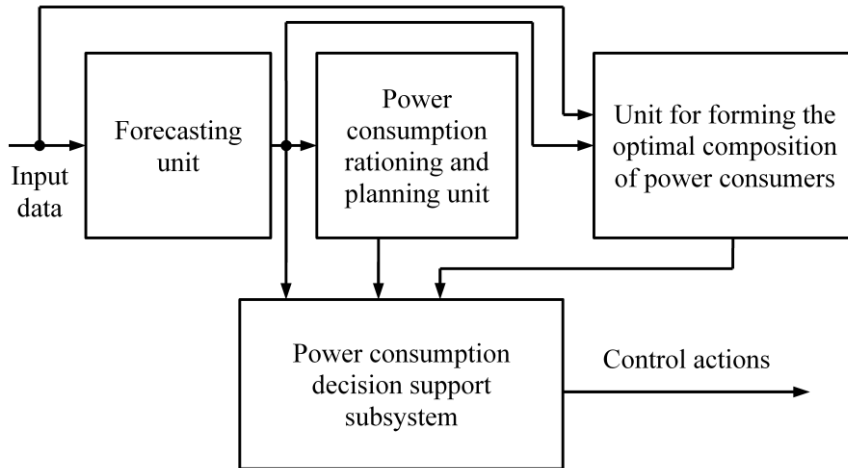 Input
data
Forecasting
unit
Power
consumption
rationing and
planning unit
Unit for forming the
optimal composition
of power consumers
Power consumption
decision support
subsystem
Control actions